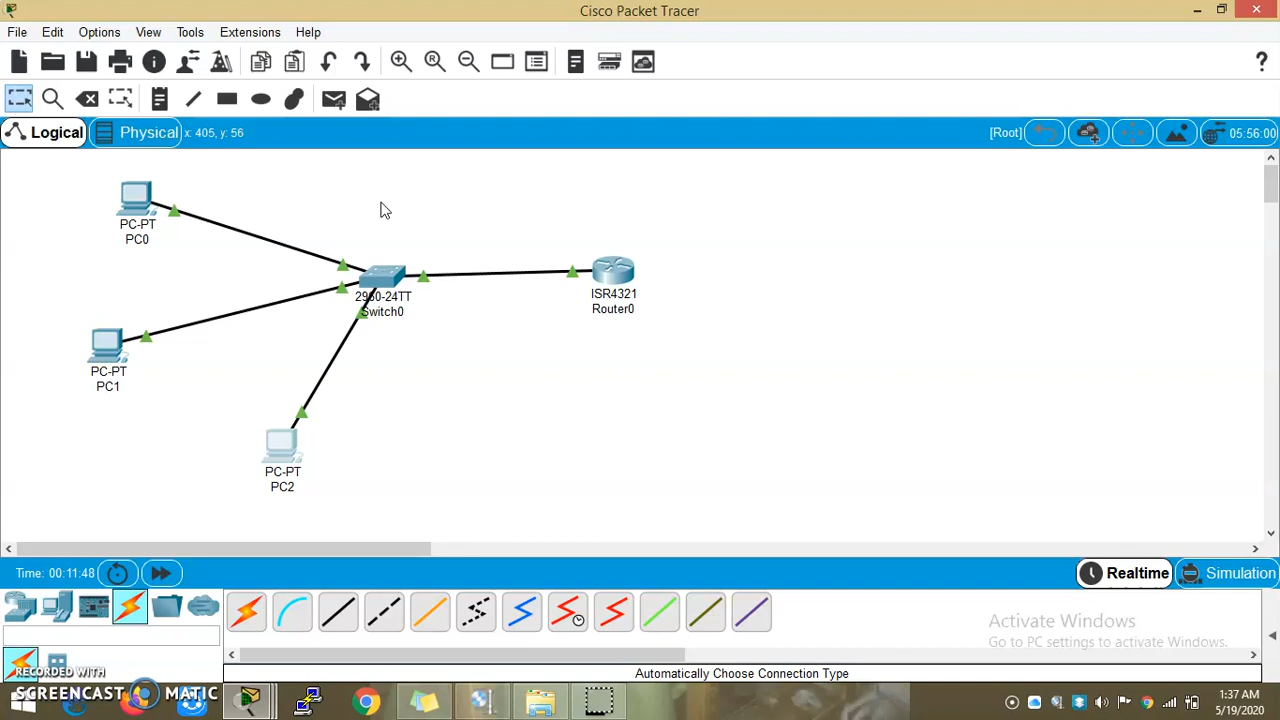 Cisco Packet Tracer
File Edit Options View Tools Extensions Help
?
Logical Physical x: 405, y: 56 [Root] 05:56:00
PC-PT
PC0
2960-24TT
Switch0
ISR4321
Router0
PC-PT
PC1
PC-PT
PC2
Time: 00:11:48 Realtime Simulation
Activate Windows
Go to PC settings to activate Windows.
RECORDED WITH
SCREENCAST MATIC
Automatically Choose Connection Type
1:37 AM
5/19/2020